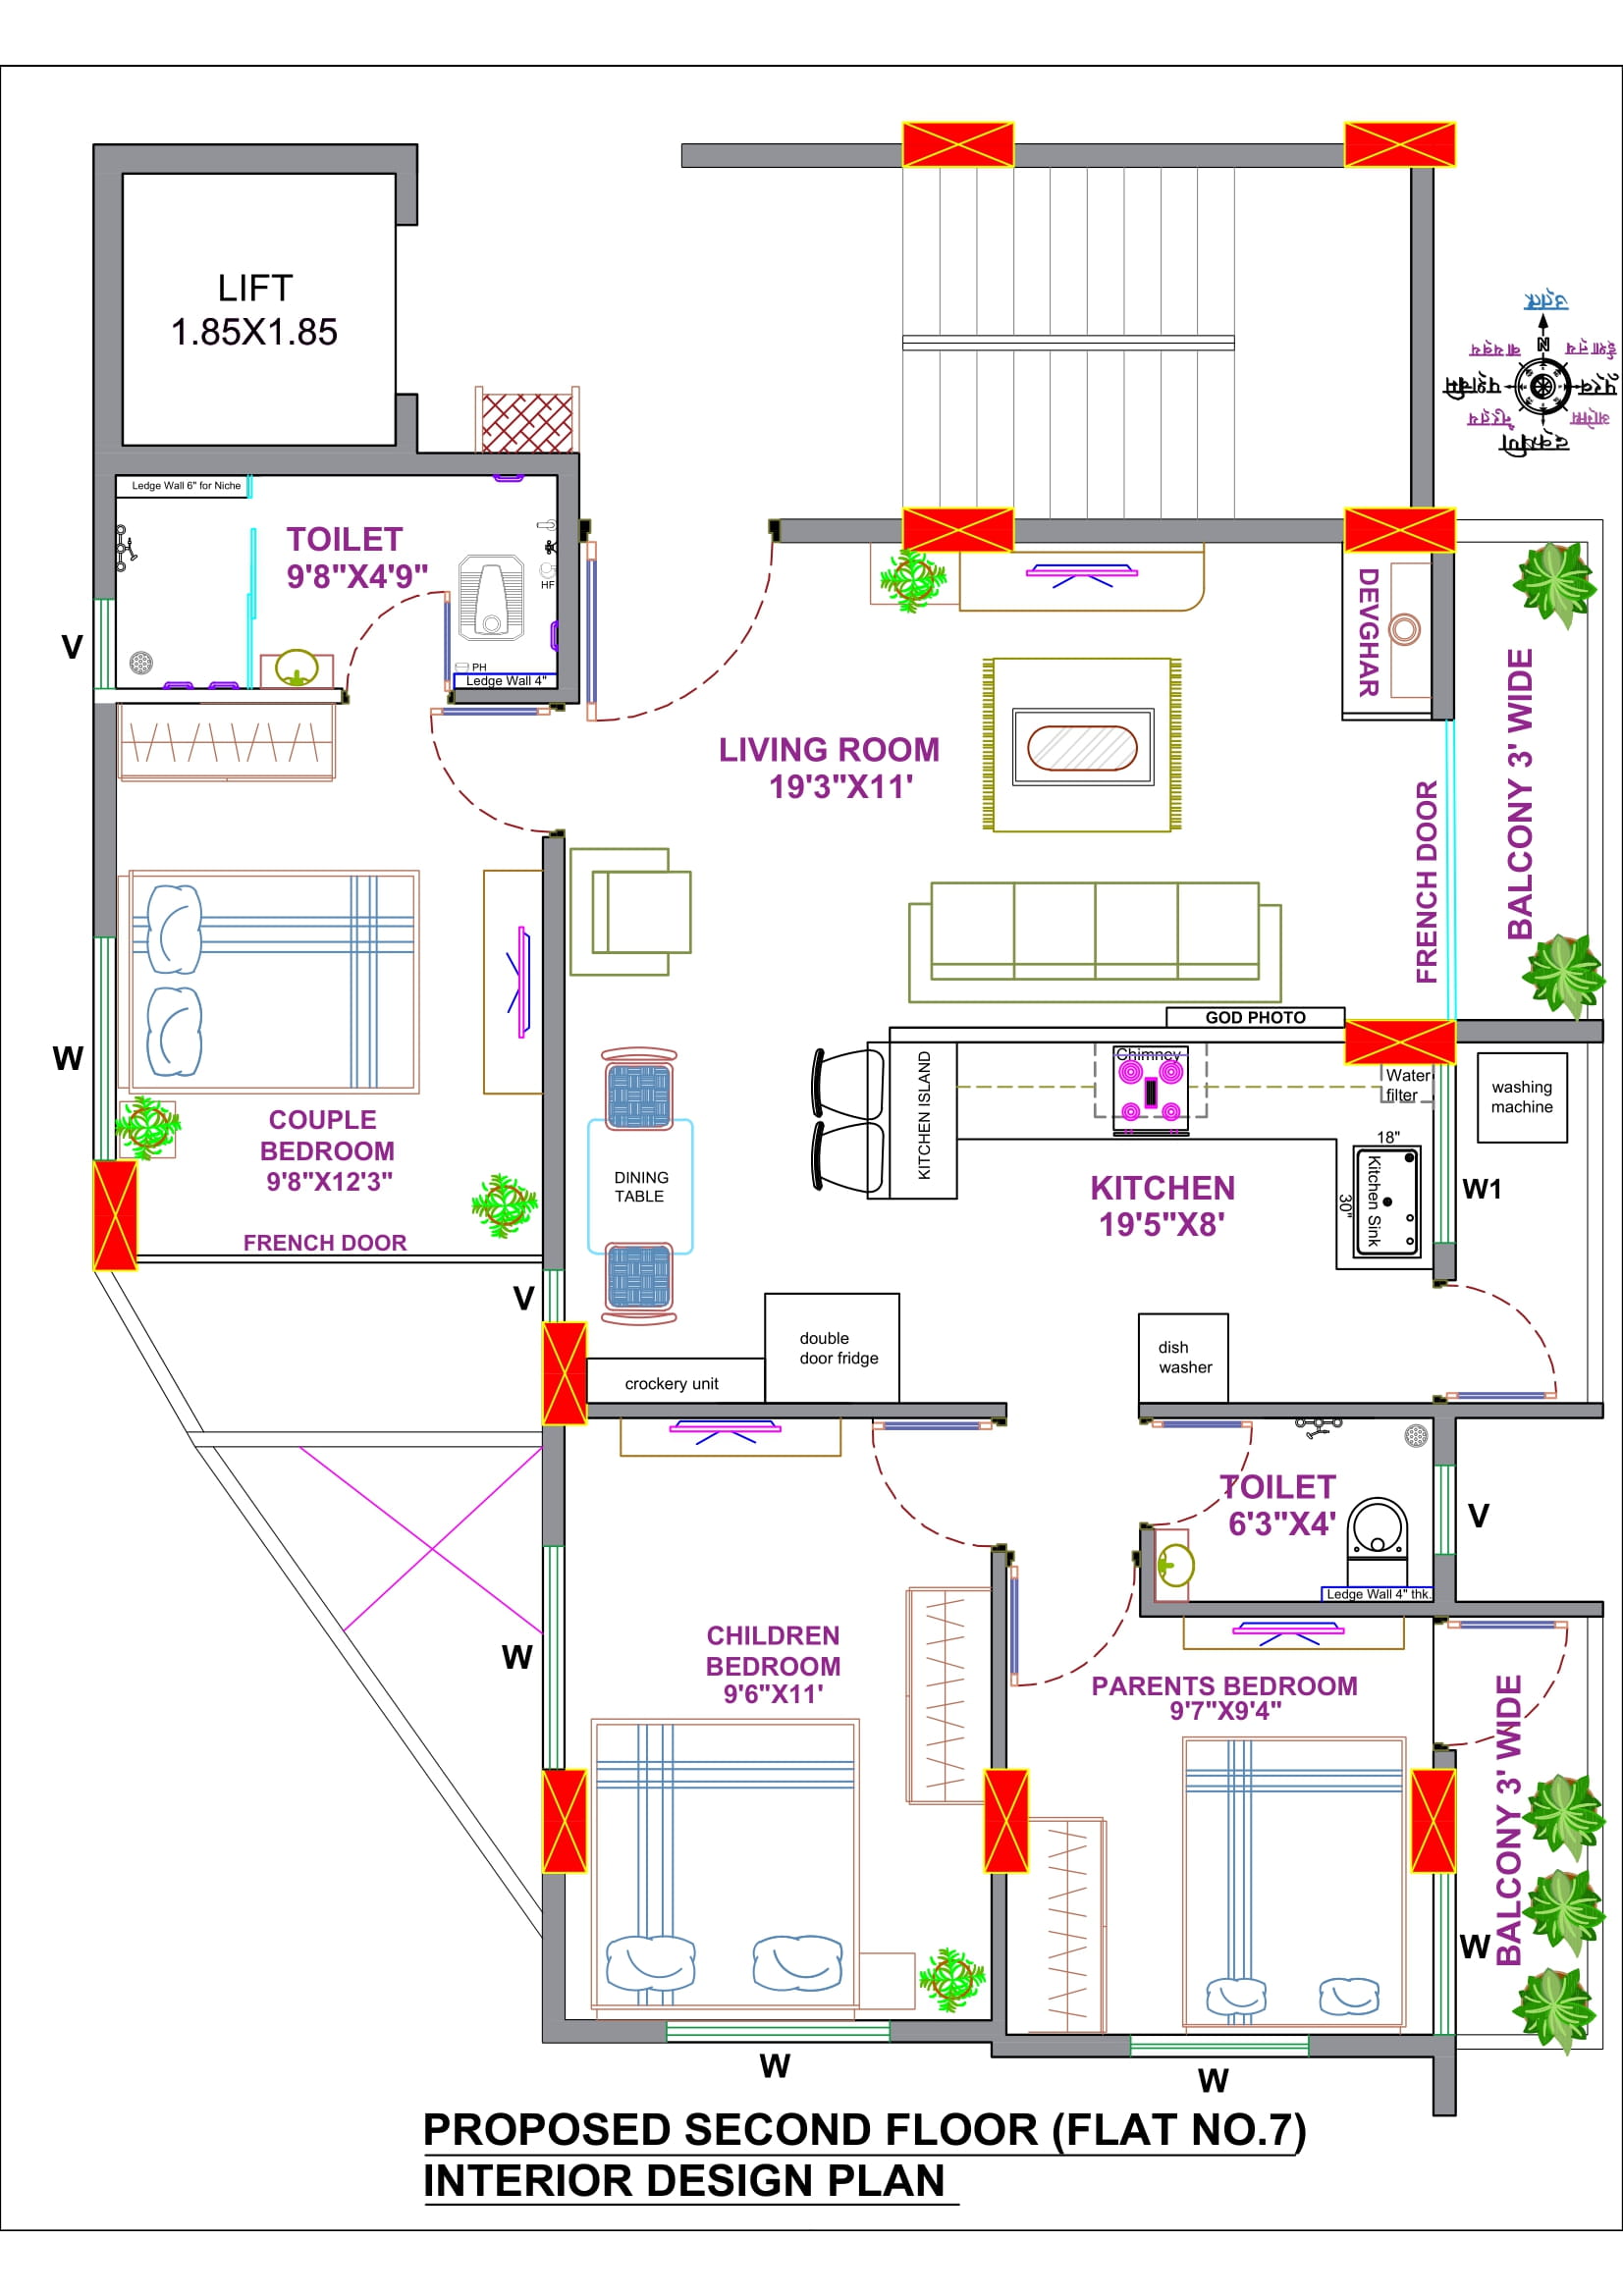 LIFT
1.85X1.85
N
Ledge Wall 6" for Niche
TOILET
9'8"X4'9"
HF
PH
Ledge Wall 4"
V
DEVGHAR
BALCONY 3' WIDE
LIVING ROOM
19'3"X11'
FRENCH DOOR
GOD PHOTO
W
COUPLE
BEDROOM
9'8"X12'3"
FRENCH DOOR
V
DINING
TABLE
KITCHEN ISLAND
Chimney
Water
filter
washing
machine
18"
30"
Kitchen Sink
W1
KITCHEN
19'5"X8'
double
door fridge
crockery unit
dish
washer
TOILET
6'3"X4'
V
Ledge Wall 4" thk.
W
CHILDREN
BEDROOM
9'6"X11'
PARENTS BEDROOM
9'7"X9'4"
BALCONY 3' WIDE
W
W
W
PROPOSED SECOND FLOOR (FLAT NO.7)
INTERIOR DESIGN PLAN